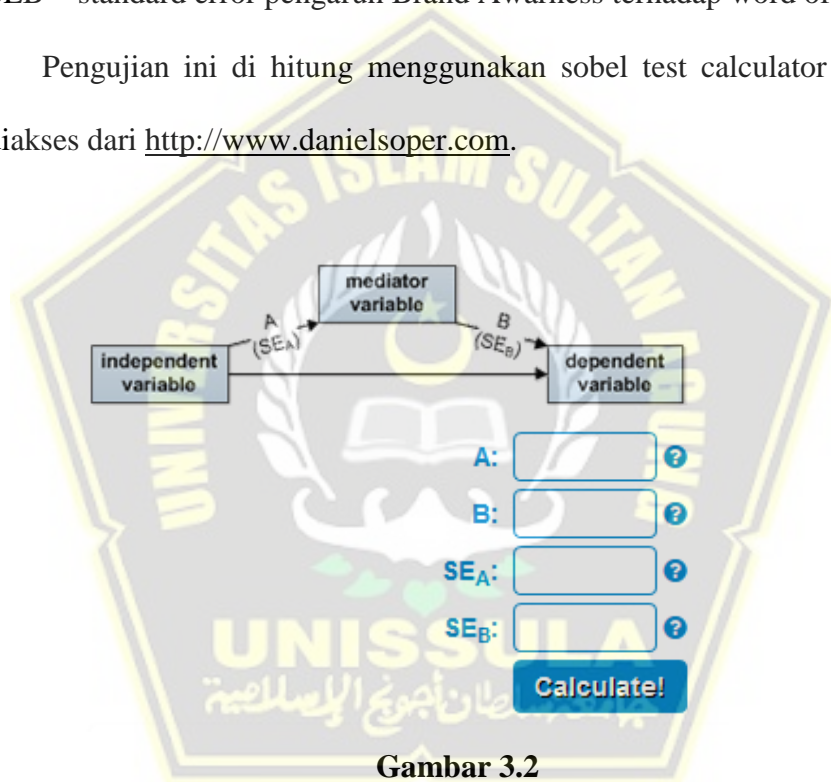 standard error pengaruh Brand Awarness terhadap word of
Pengujian ini di hitung menggunakan sobel test calculator
diakses dari http://www.danielsoper.com.
UNIVERSITAS ISLAM SULTAN AGUNG
mediator
variable
A
(SEA)
B
(SEB)
independent
variable
dependent
variable
A:
B:
SEA:
SEB:
UNISSULA
Calculate!
Gambar 3.2